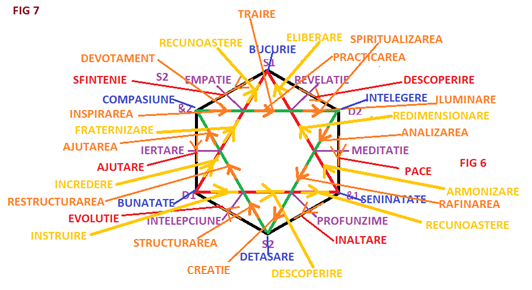 FIG 7
TRAIRE
RECUNOASTERE
ELIBERARE
SPIRITUALIZAREA
BUCURIE
DEVOTAMENT
S1
PRACTICAREA
SFINTENIE
S2
EMPATIE
REVELATIE
DESCOPERIRE
COMPASIUNE
&2
D2
INTELEGERE
ILUMINARE
INSPIRAREA
REDIMENSIONARE
FRATERNIZARE
ANALIZAREA
AJUTAREA
IERTARE
MEDITATIE
AJUTARE
PACE
FIG 6
INCREDERE
ARMONIZARE
RESTRUCTURAREA
BUNATATE
D1
&1
SENINATATE
RAFINAREA
EVOLUTIE
INTELEPCIUNE
PROFUNZIME
RECUNOASTERE
INSTRUIRE
STRUCTURAREA
S2
INALTARE
DETASARE
CREATIE
DESCOPERIRE